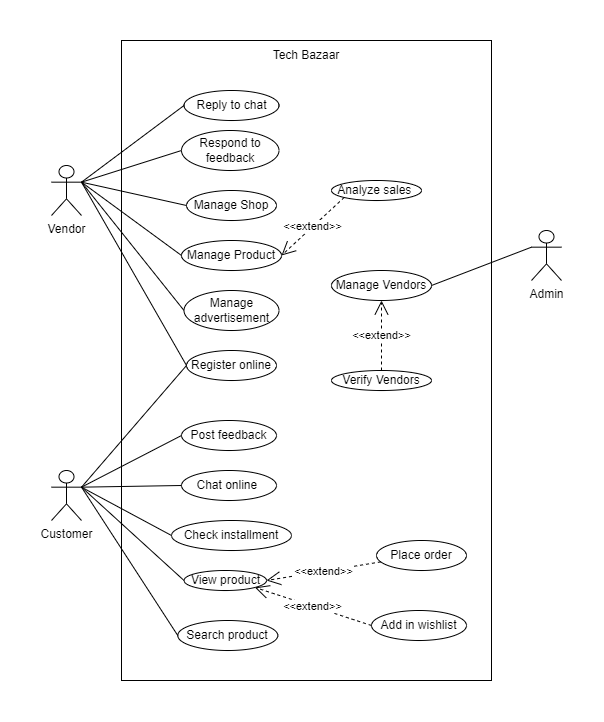 Tech Bazaar
Reply to chat
Respond to
feedback
Vendor
Manage Shop
Analyze sales
<<extend>>
Manage Product
Manage Vendors
Admin
Manage
advertisement
<<extend>>
Register online
Verify Vendors
Post feedback
Chat online
Customer
Check installment
Place order
<<extend>>
View product
<<extend>>
Add in wishlist
Search product